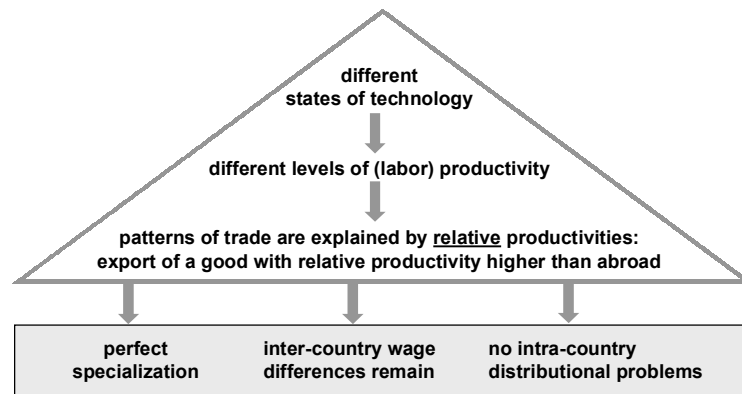 different
states of technology
different levels of (labor) productivity
patterns of trade are explained by relative productivities:
export of a good with relative productivity higher than abroad
perfect
specialization
inter-country wage
differences remain
no intra-country
distributional problems